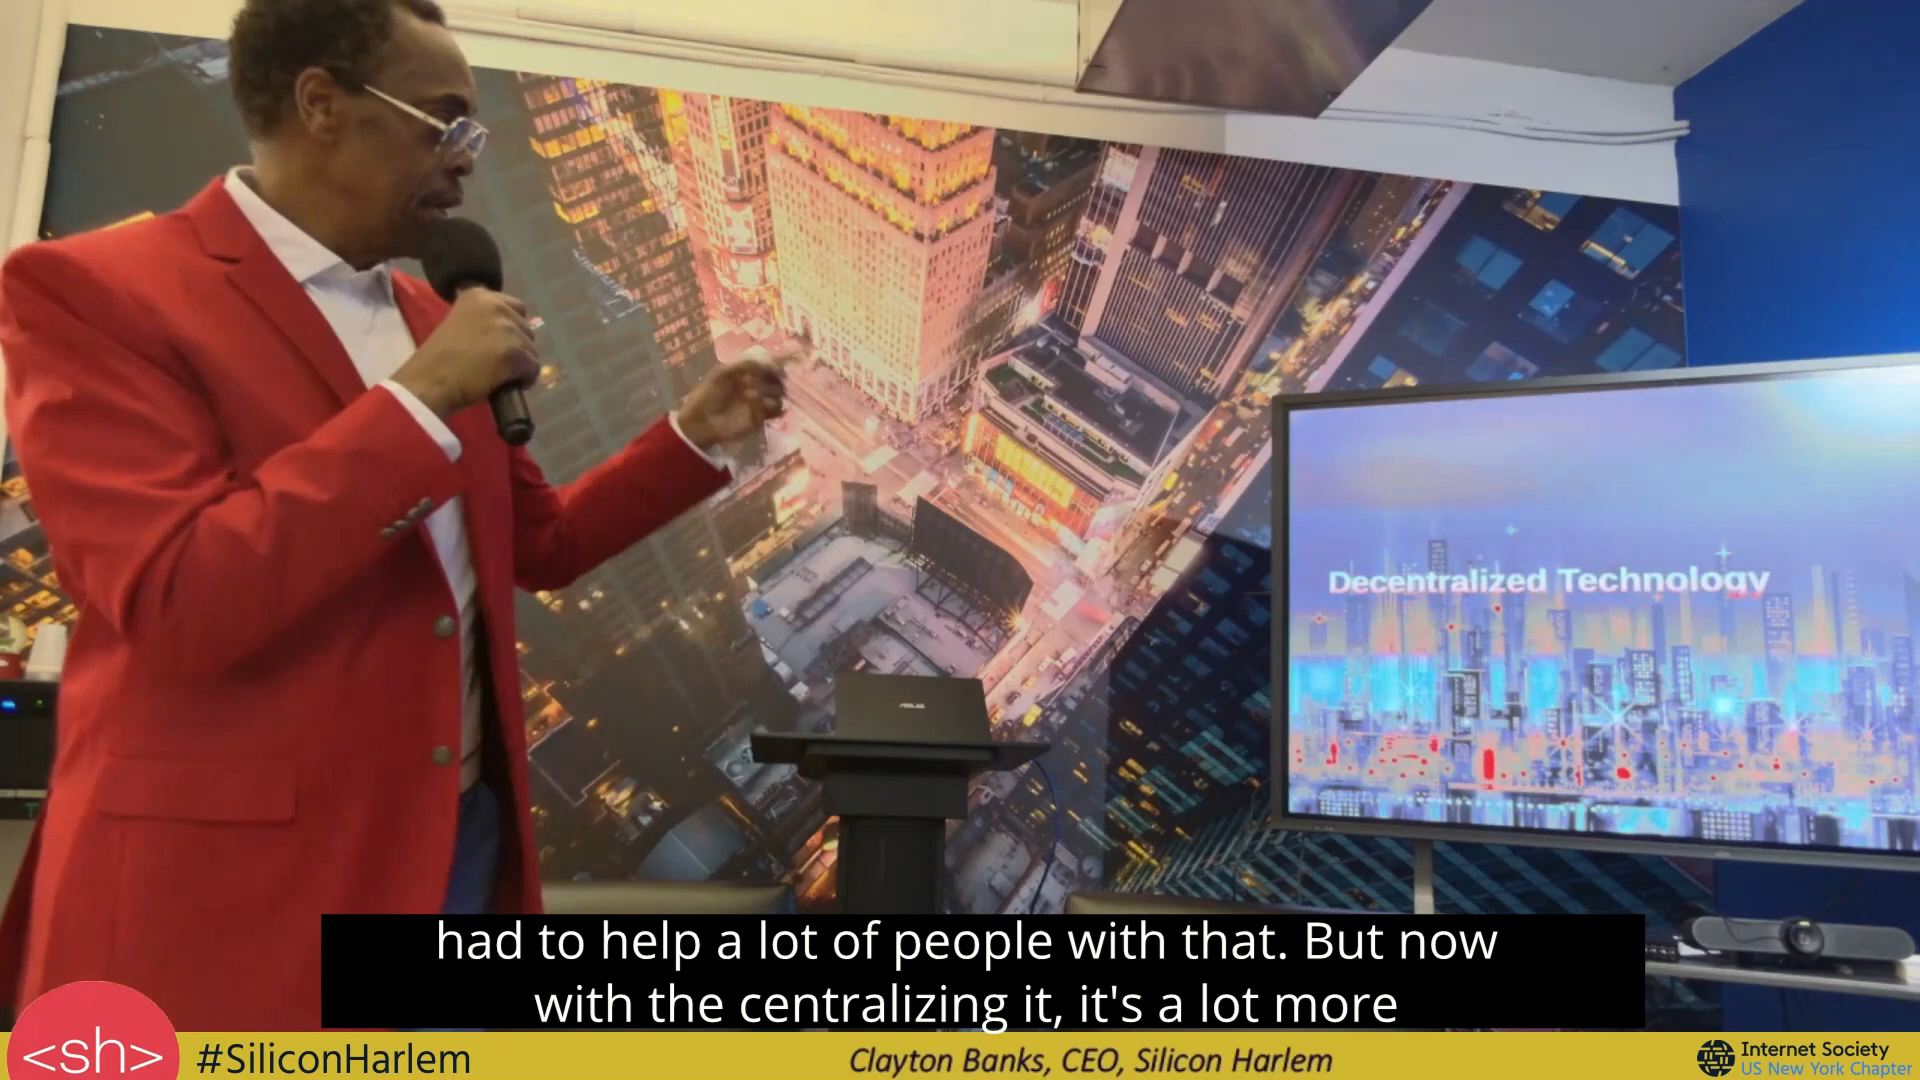 Decentralized Technology
ASUS
had to help a lot of people with that. But now
with the centralizing it, it's a lot more
<sh>
#SiliconHarlem
Clayton Banks, CEO, Silicon Harlem
Internet Society
US New York Chapter